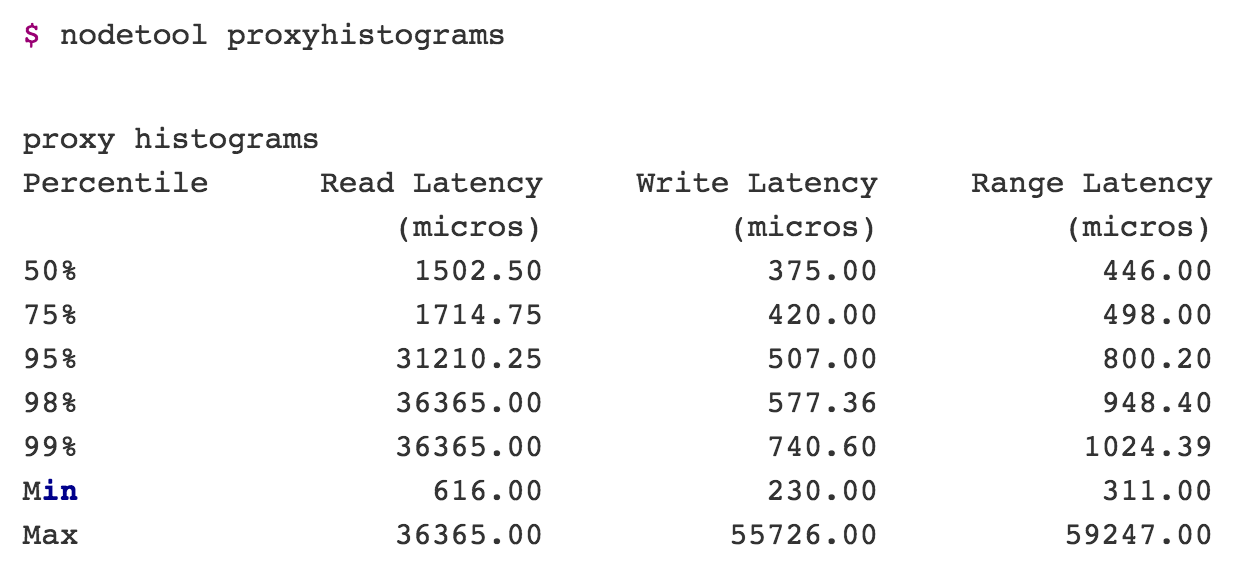 $ nodetool proxyhistograms
proxy histograms
Percentile      Read Latency     Write Latency     Range Latency
                    (micros)          (micros)          (micros)
50%                  1502.50            375.00            446.00
75%                  1714.75            420.00            498.00
95%                 31210.25            507.00            800.20
98%                 36365.00            577.36            948.40
99%                 36365.00            740.60           1024.39
Min                   616.00            230.00            311.00
Max                 36365.00          55726.00          59247.00